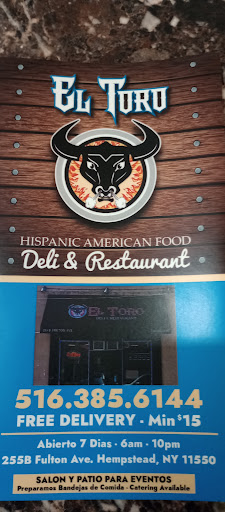 EL TORO
HISPANIC AMERICAN FOOD
Deli & Restaurant
EL TORO
516.385.6144
FREE DELIVERY - Min $15
Abierto 7 Dias - 6am - 10pm
255B Fulton Ave. Hempstead, NY 11550
SALON Y PATIO PARA EVENTOS
Preparamos Bandejas de Comida - Catering Available